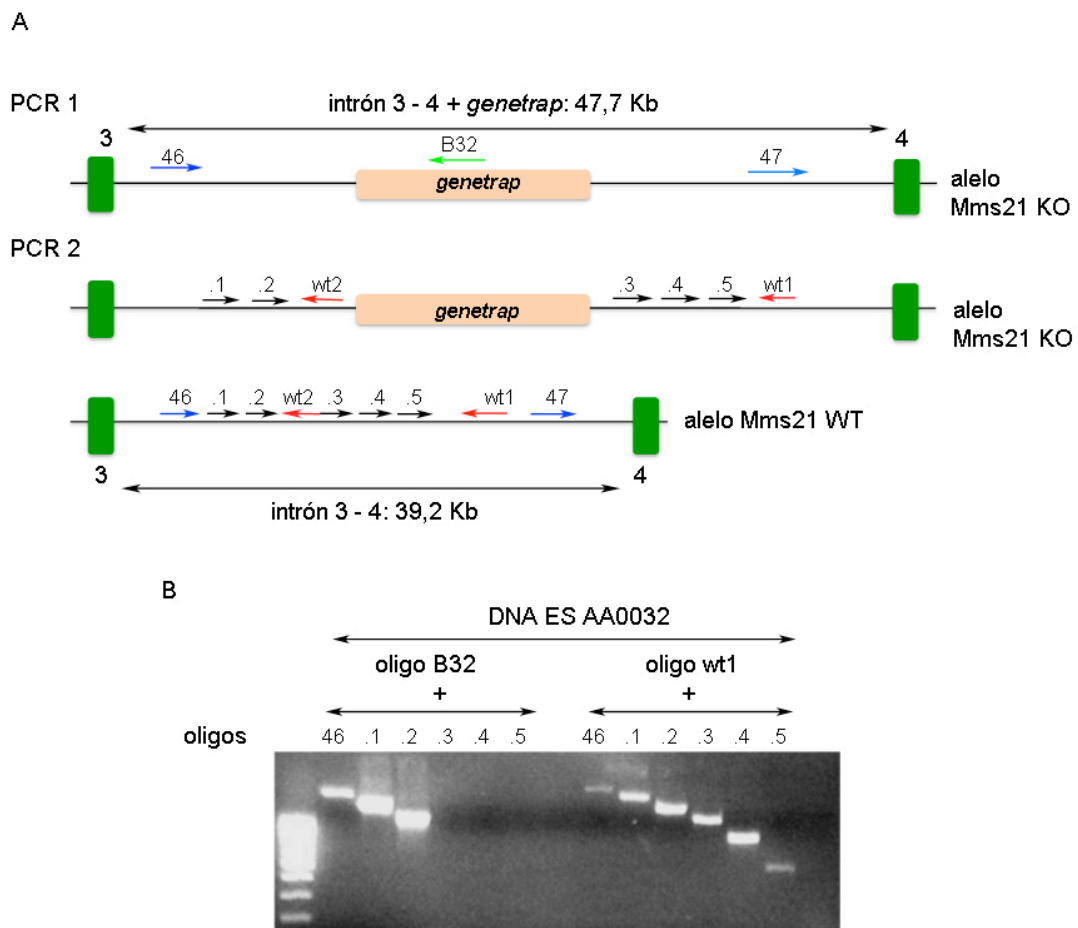 A
PCR 1
intrón 3 - 4 + genetrap: 47,7 Kb
3
4
46
B32
47
genetrap
alelo
Mms21 KO
PCR 2
.1
.2
wt2
.3
.4
.5
wt1
genetrap
alelo
Mms21 KO
46
.1
.2
wt2
.3
.4
.5
wt1
47
alelo Mms21 WT
3
4
intrón 3 - 4: 39,2 Kb
B
DNA ES AA0032
oligo B32
+
oligo wt1
+
oligos
46 .1 .2 .3 .4 .5
46 .1 .2 .3 .4 .5